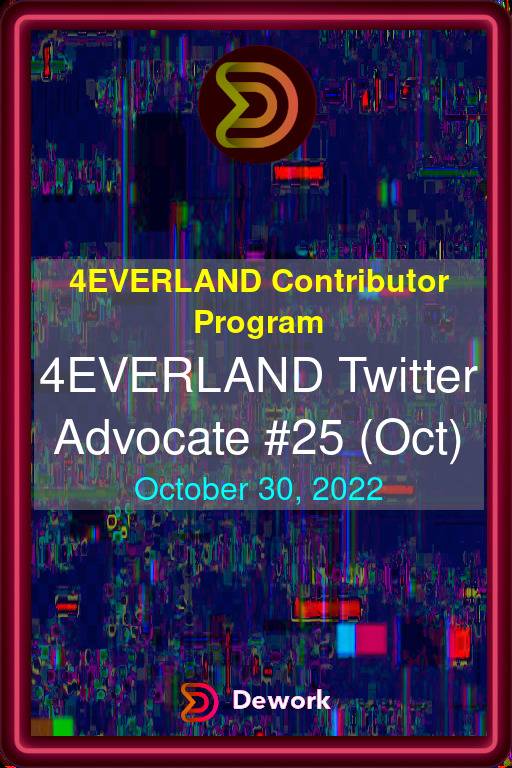 4EVERLAND Contributor
Program
4EVERLAND Twitter
Advocate #25 (Oct)
October 30, 2022
Dework